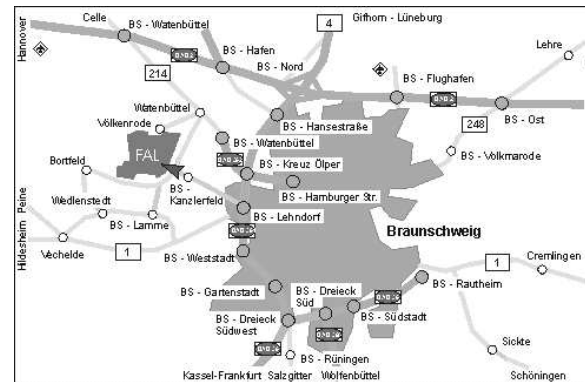 Celle
4
Gifhorn - Lüneburg
Hannover
BS - Watenbüttel
BS - Hafen
BS - Nord
Lehre
214
BS - Flughafen
Watenbüttel
BS - Hansestraße
248
BS - Ost
Völkenrode
BS - Watenbüttel
FAL
BS - Volkmarode
Bortfeld
BS - Kreuz Ölper
BS - Kanzlerfeld
BS - Hamburger Str.
Peine
Wedlenstedt
BS - Lamme
BS - Lehndorf
Braunschweig
Hildesheim
Vechelde
1
BS - Weststadt
1
Cremlingen
BS - Rautheim
BS - Gartenstadt
BS - Dreieck
Süd
BS - Dreieck
Südwest
BS - Südstadt
Sickte
BS - Rüningen
Kassel-Frankfurt
Salzgitter
Wolfenbüttel
Schöningen